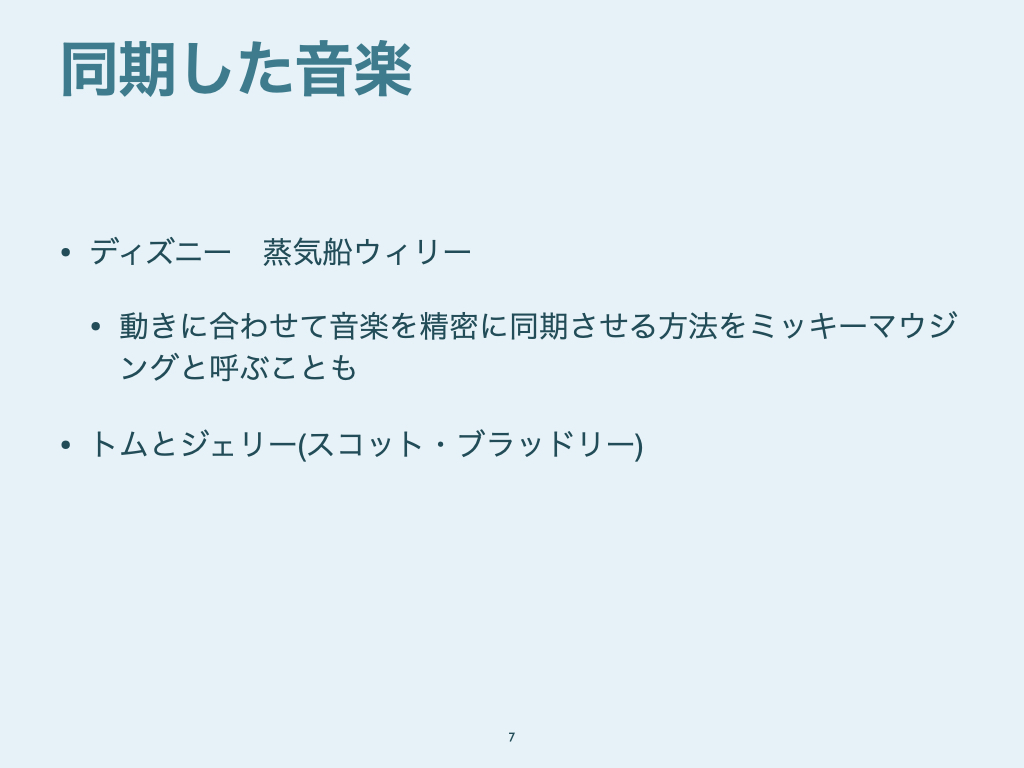 同期した音楽
• ディズニー　蒸気船ウィリー
• 動きに合わせて音楽を精密に同期させる方法をミッキーマウジ
ングと呼ぶことも
• トムとジェリー(スコット・ブラッドリー)
7